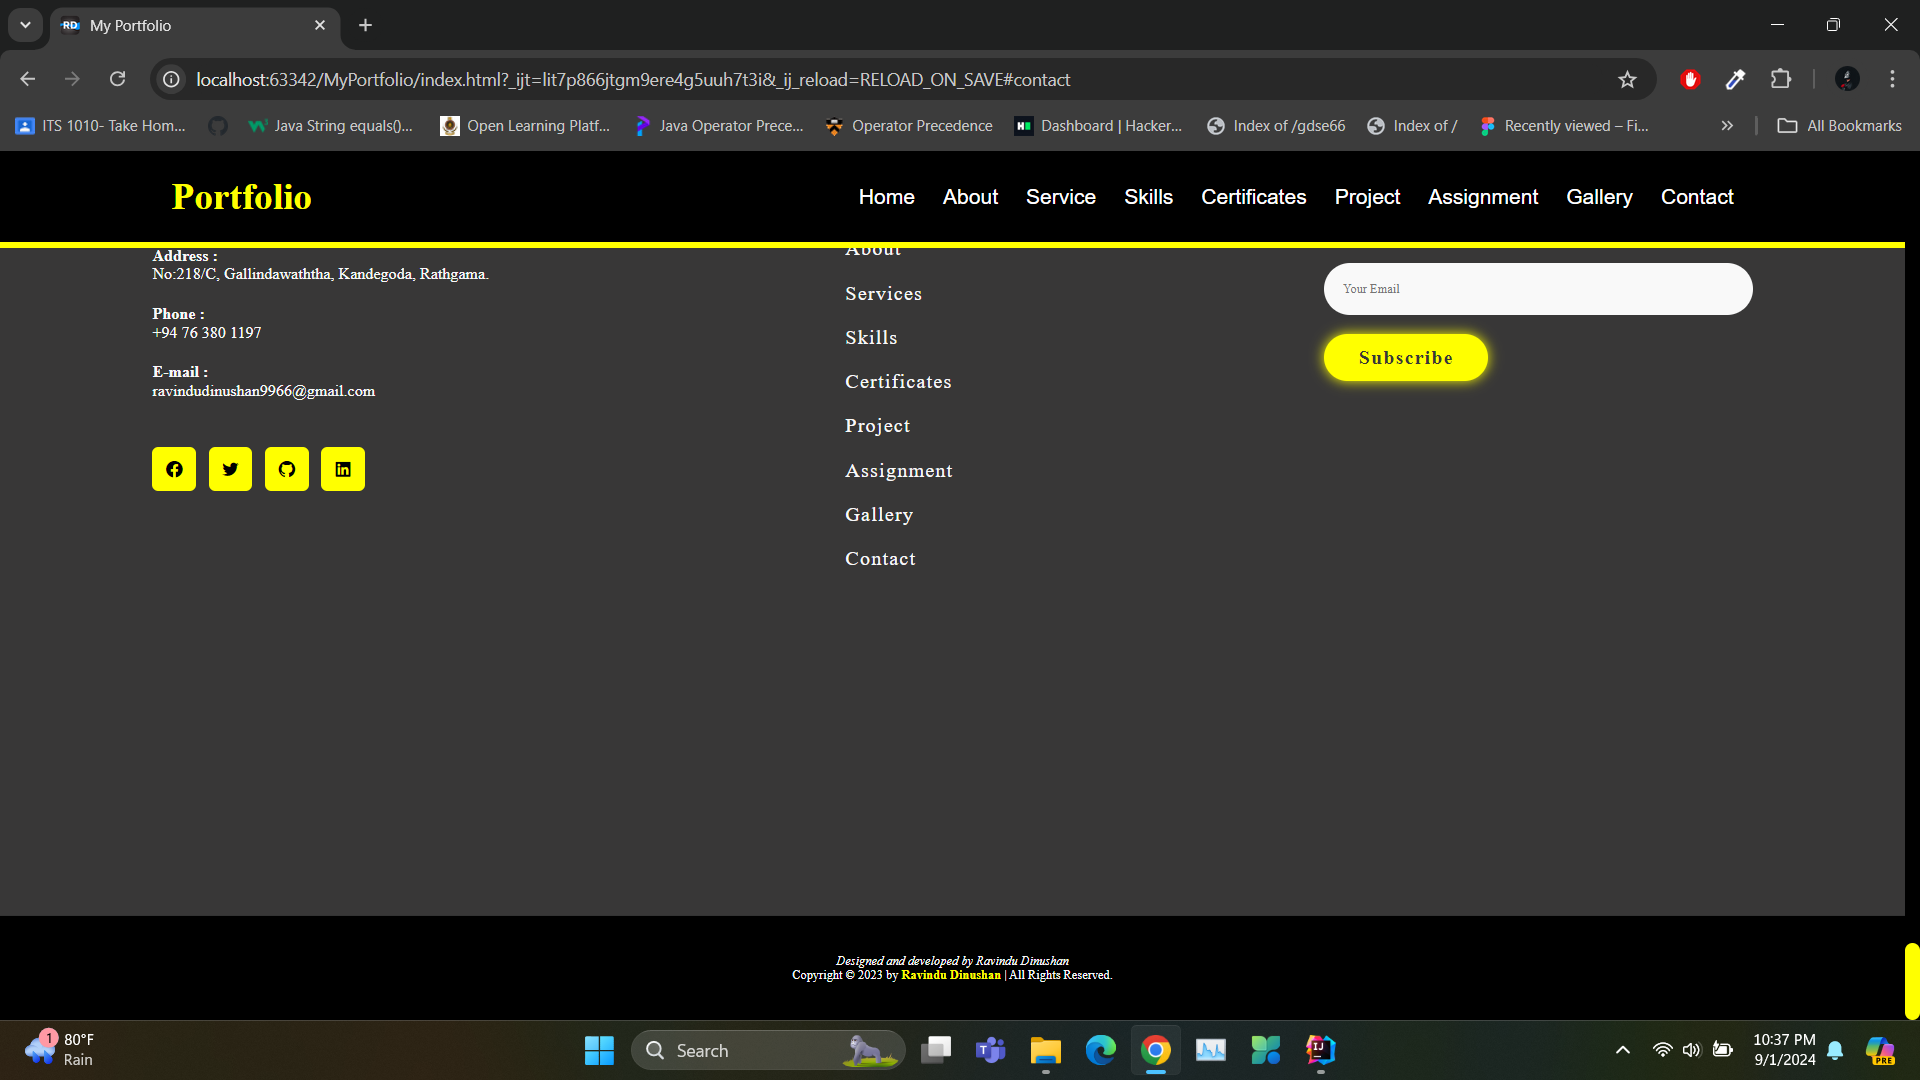 RD My Portfolio
localhost:63342/MyPortfolio/index.html?_ijt=lit7p866jtgm9ere4g5uuh7t3i&_ij_reload=RELOAD_ON_SAVE#contact
ITS 1010- Take Hom... Java String equals()... Open Learning Platf... Java Operator Prece... Operator Precedence Dashboard | Hacker... Index of /gdse66 Index of / Recently viewed – Fi... All Bookmarks
Portfolio Home About Service Skills Certificates Project Assignment Gallery Contact
Address :
No:218/C, Gallindawaththa, Kandegoda, Rathgama.
Phone :
+94 76 380 1197
E-mail :
ravindudinushan9966@gmail.com
About
Services
Skills
Certificates
Project
Assignment
Gallery
Contact
Your Email
Subscribe
Designed and developed by Ravindu Dinushan
Copyright © 2023 by Ravindu Dinushan | All Rights Reserved.
1
80°F
Rain
Search
10:37 PM
9/1/2024
PRE